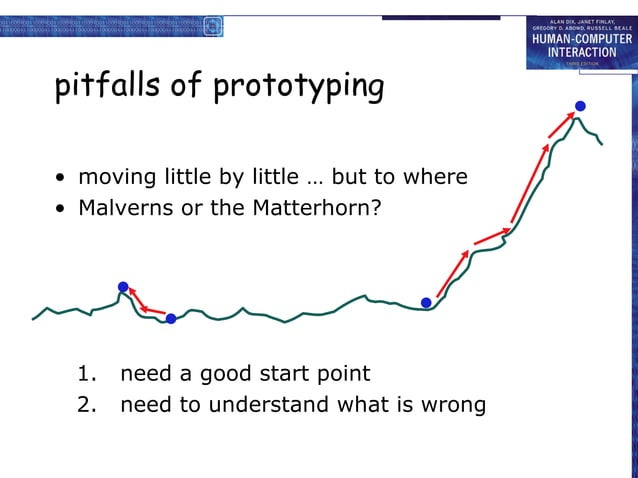 ALAN DIX, JANET FINLAY,
GREGORY D. ABOWD, RUSSELL BEALE
HUMAN-COMPUTER
INTERACTION
THIRD EDITION
pitfalls of prototyping
• moving little by little … but to where
• Malverns or the Matterhorn?
1. need a good start point
2. need to understand what is wrong